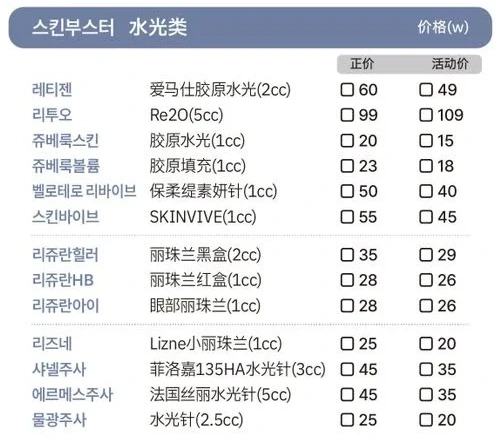 스킨부스터 水光类 价格(w)
正价 活动价
레티젠 爱马仕胶原水光(2cc) 60 49
리투오 Re2O(5cc) 99 109
쥬베룩스킨 胶原水光(1cc) 20 15
쥬베룩볼륨 胶原填充(1cc) 23 18
벨로테로 리바이브 保柔缇素妍针(1cc) 50 40
스킨바이브 SKINVIVE(1cc) 55 45
리쥬란힐러 丽珠兰黑盒(2cc) 35 29
리쥬란HB 丽珠兰红盒(1cc) 28 26
리쥬란아이 眼部丽珠兰(1cc) 28 26
리즈네 Lizne小丽珠兰(1cc) 25 20
샤넬주사 菲洛嘉135HA水光针(3cc) 45 35
에르메스주사 法国丝丽水光针(5cc) 45 35
물광주사 水光针(2.5cc) 25 20